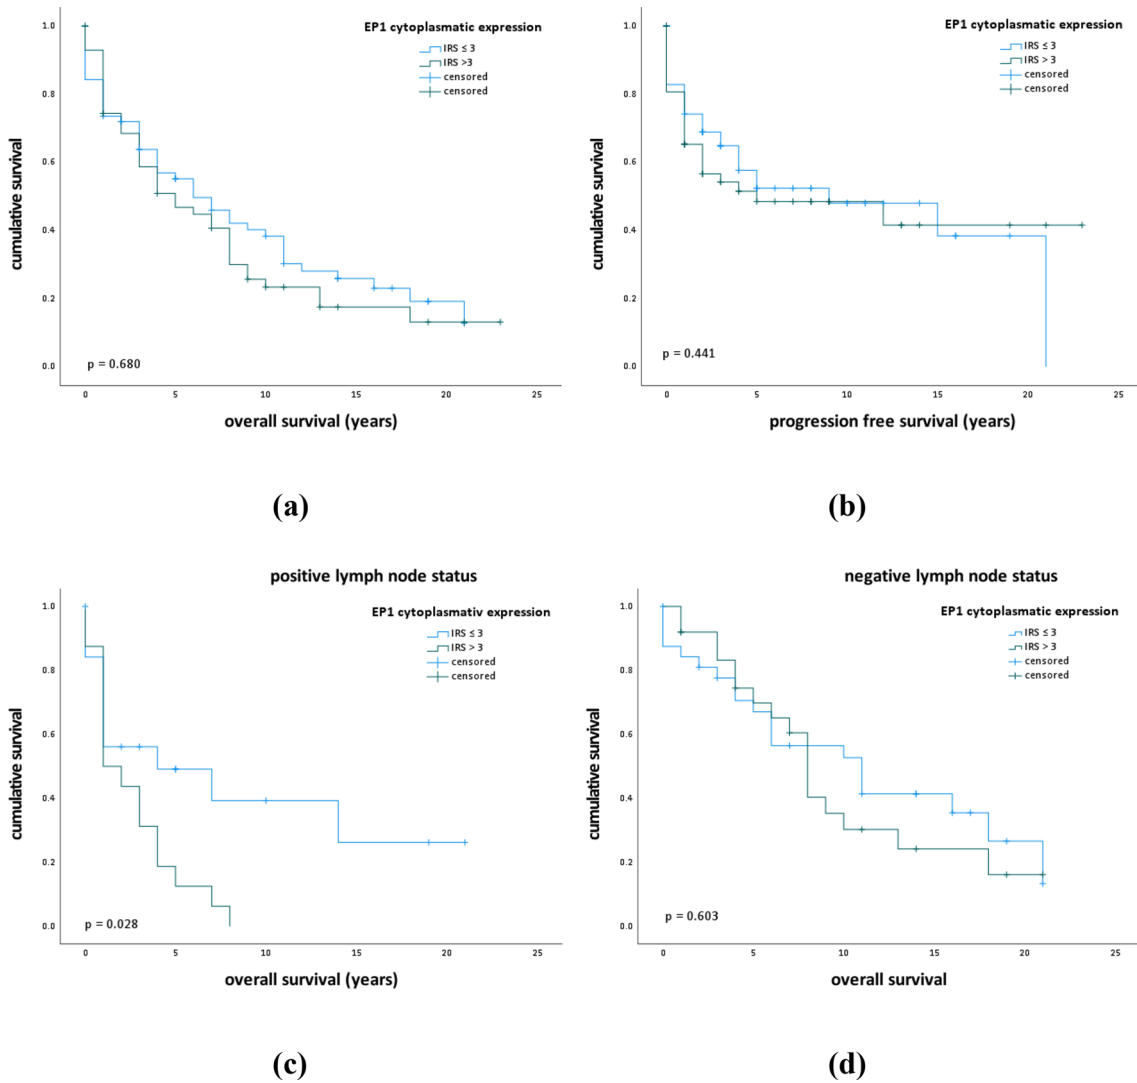 EP1 cytoplasmatic expression
IRS ≤ 3
IRS >3
censored
censored
1.0
0.8
0.6
0.4
0.2
0.0
cumulative survival
p = 0.680
0 5 10 15 20 25
overall survival (years)
(a)
EP1 cytoplasmatic expression
IRS ≤ 3
IRS > 3
censored
censored
1.0
0.8
0.6
0.4
0.2
0.0
cumulative survival
p = 0.441
0 5 10 15 20 25
progression free survival (years)
(b)
positive lymph node status
EP1 cytoplasmativ expression
IRS ≤ 3
IRS > 3
censored
censored
1.0
0.8
0.6
0.4
0.2
0.0
cumulative survival
p = 0.028
0 5 10 15 20 25
overall survival (years)
(c)
negative lymph node status
EP1 cytoplasmatic expression
IRS ≤ 3
IRS > 3
censored
censored
1.0
0.8
0.6
0.4
0.2
0.0
cumulative survival
p = 0.603
0 5 10 15 20 25
overall survival
(d)